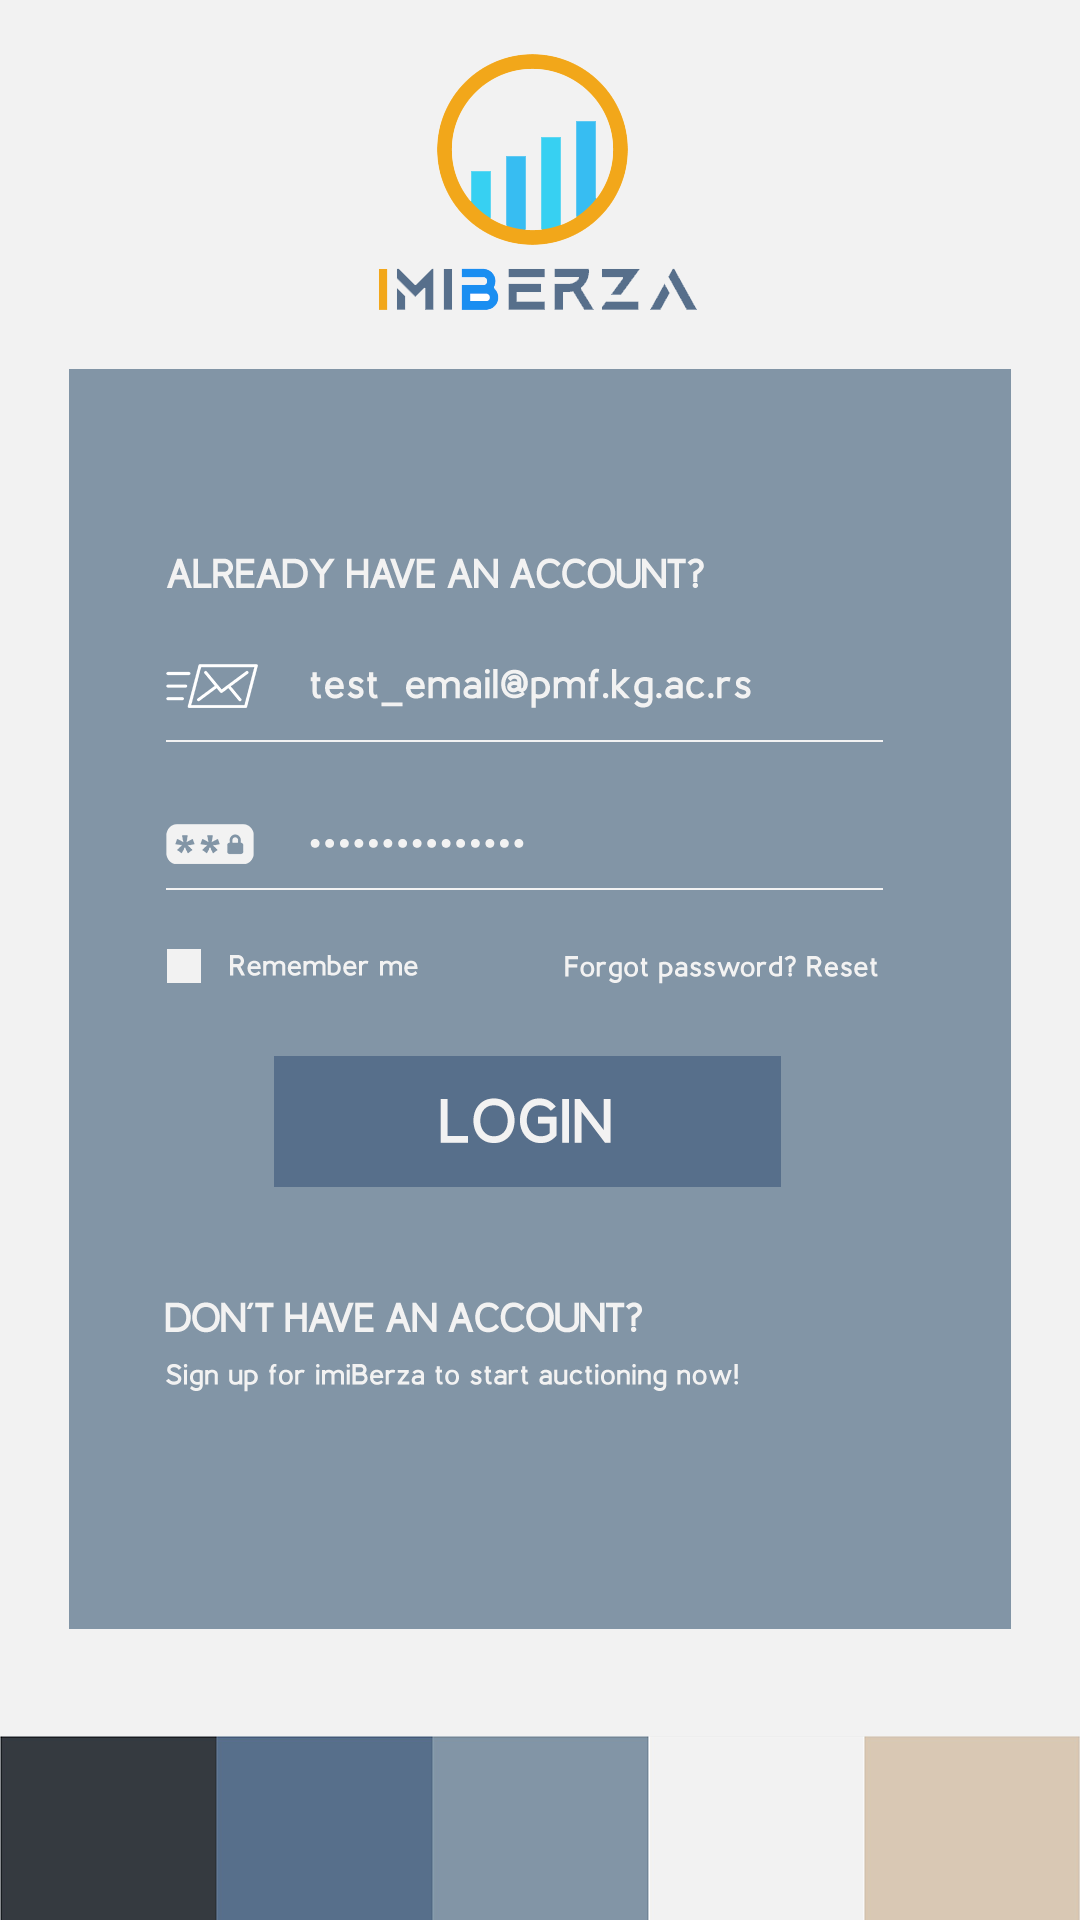 IMIBERZA
ALREADY HAVE AN ACCOUNT?
test_email@pmf.kg.ac.rs
**
•••••••••••••••
Remember me
Forgot password? Reset
LOGIN
DON'T HAVE AN ACCOUNT?
Sign up for imiBerza to start auctioning now!